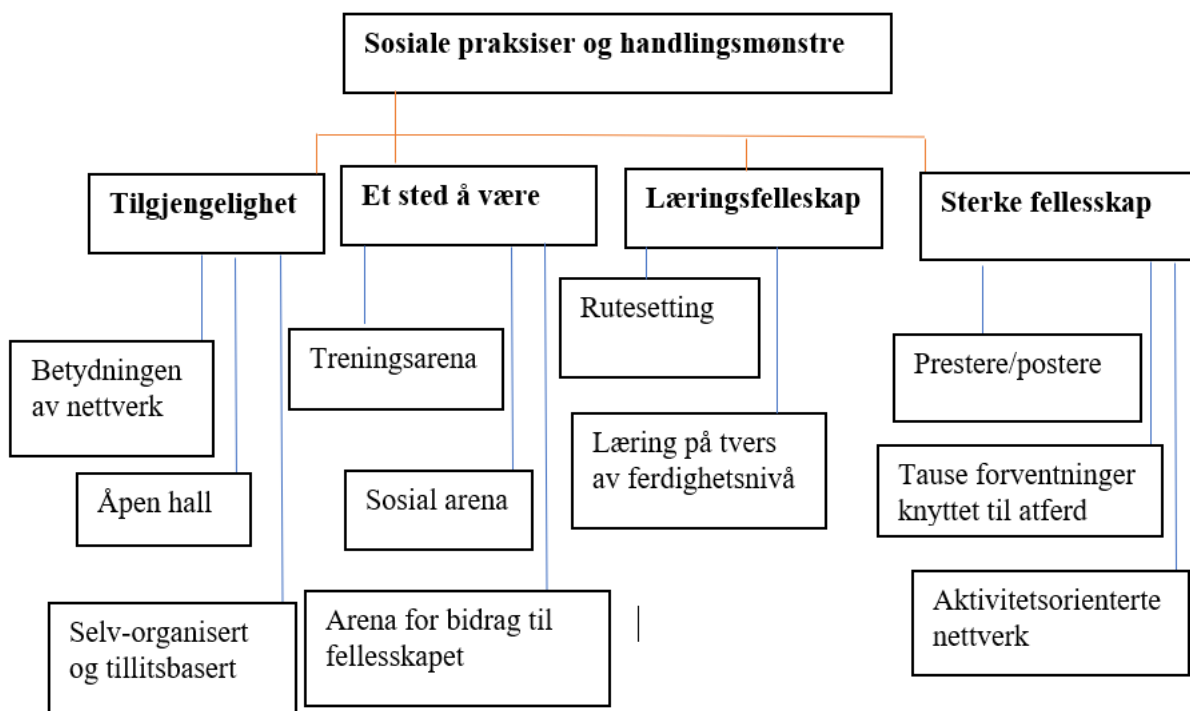 Sosiale praksiser og handlingsmønstre
Tilgjengelighet
Et sted å være
Læringsfelleskap
Sterke fellesskap
Betydningen
av nettverk
Åpen hall
Selv-organisert
og tillitsbasert
Treningsarena
Sosial arena
Arena for bidrag til
fellesskapet
Rutesetting
Læring på tvers
av ferdighetsnivå
Prestere/postere
Tause forventninger
knyttet til atferd
Aktivitetsorienterte
nettverk